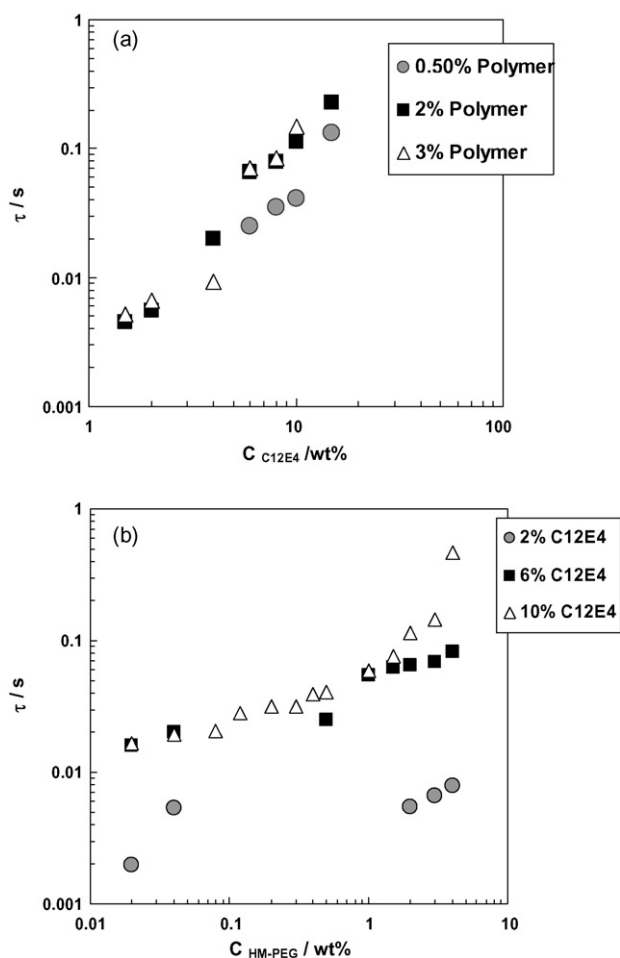 (a)
0.50% Polymer
2% Polymer
3% Polymer
1
0.1
0.01
0.001
τ / s
1
10
100
C C12E4 /wt%
(b)
2% C12E4
6% C12E4
10% C12E4
1
0.1
0.01
0.001
τ / s
0.01
0.1
1
10
C HM-PEG / wt%